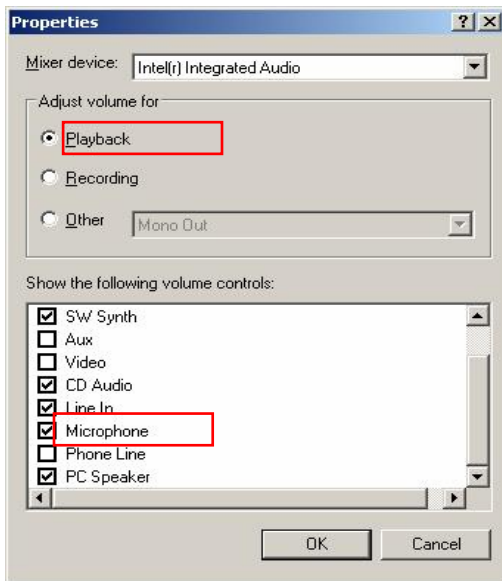 Properties
Mixer device: Intel(r) Integrated Audio
Adjust volume for
Playback
Recording
Other Mono Out
Show the following volume controls:
SW Synth
Aux
Video
CD Audio
Line In
Microphone
Phone Line
PC Speaker
OK Cancel